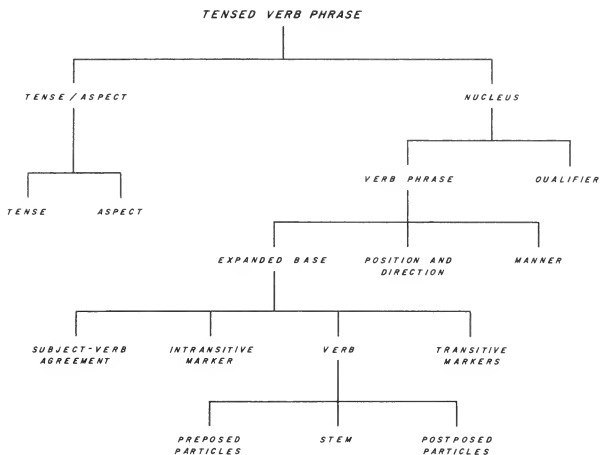 TENSED VERB PHRASE
TENSE / ASPECT
NUCLEUS
VERB PHRASE
QUALIFIER
TENSE
ASPECT
EXPANDED BASE
POSITION AND
DIRECTION
MANNER
SUBJECT-VERB
AGREEMENT
INTRANSITIVE
MARKER
VERB
TRANSITIVE
MARKERS
PREPOSED
PARTICLES
STEM
POSTPOSED
PARTICLES